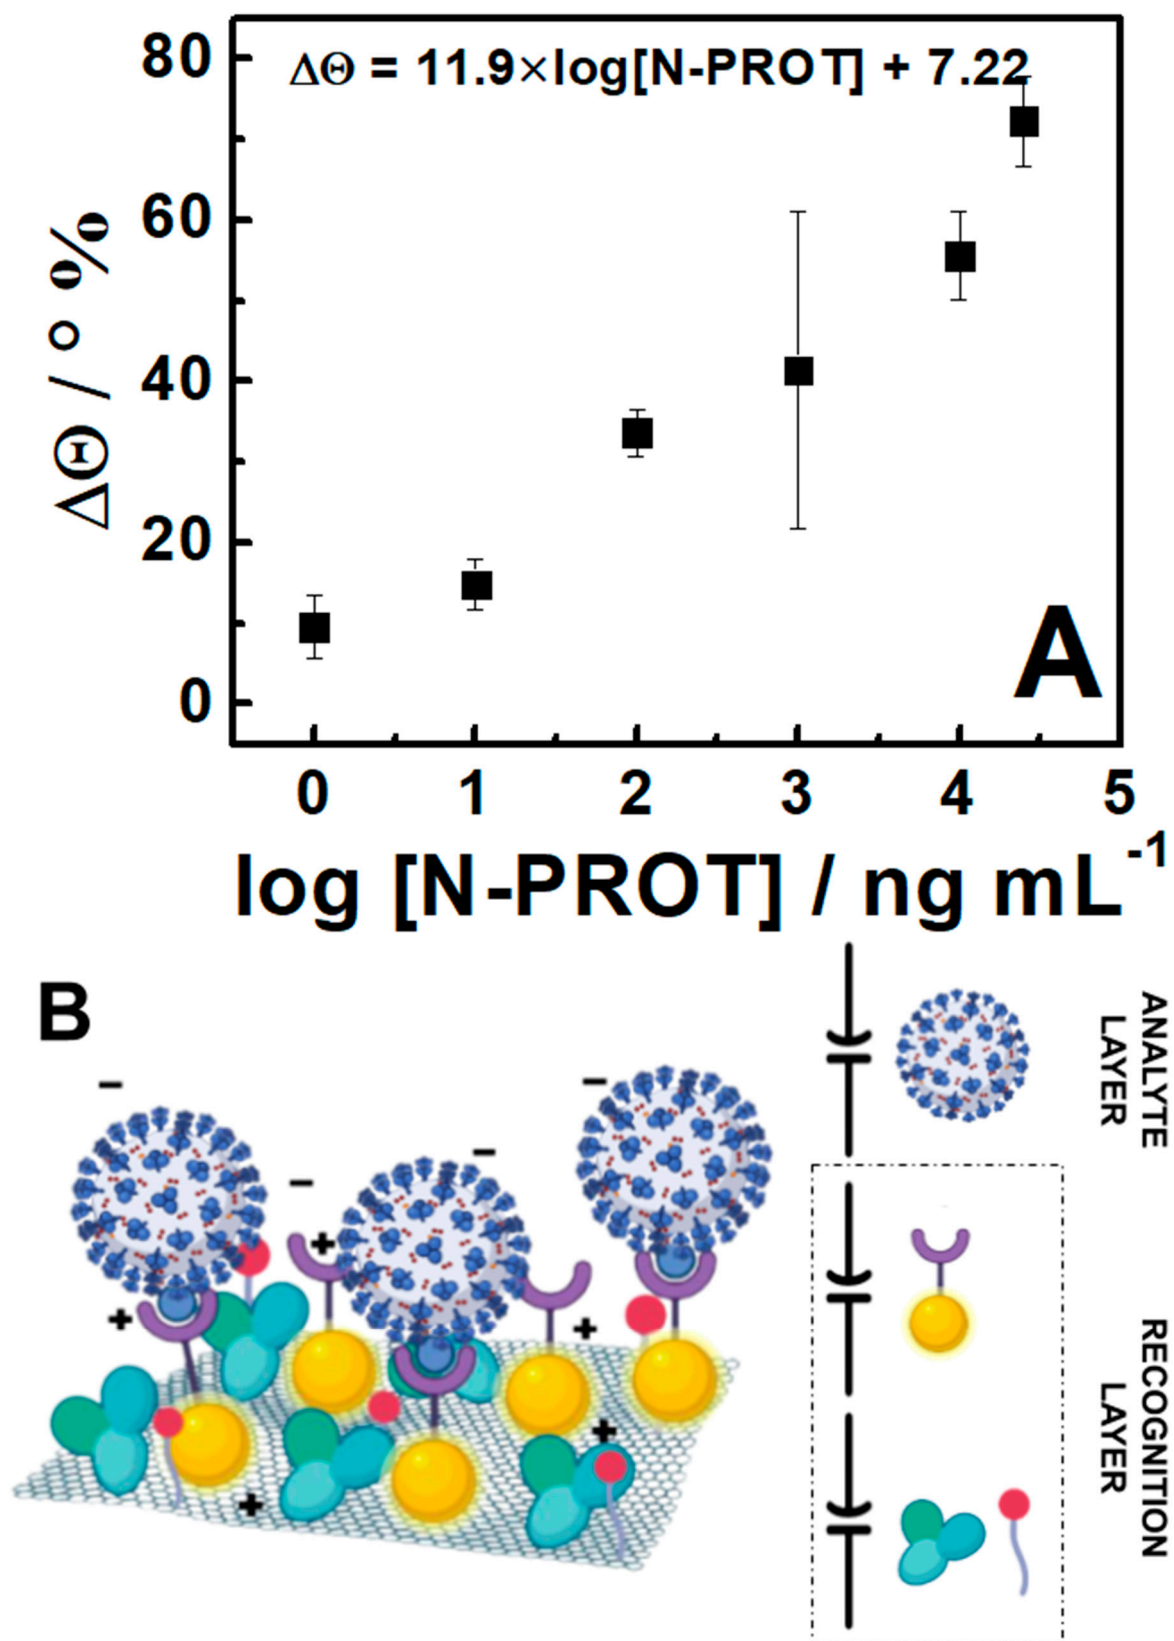 ΔΘ = 11.9×log[N-PROT] + 7.22
80
60
40
20
0
ΔΘ / ° %
A
0 1 2 3 4 5
log [N-PROT] / ng mL⁻¹
B
ANALYTE
LAYER
RECOGNITION
LAYER
− − − −
+ + + + +